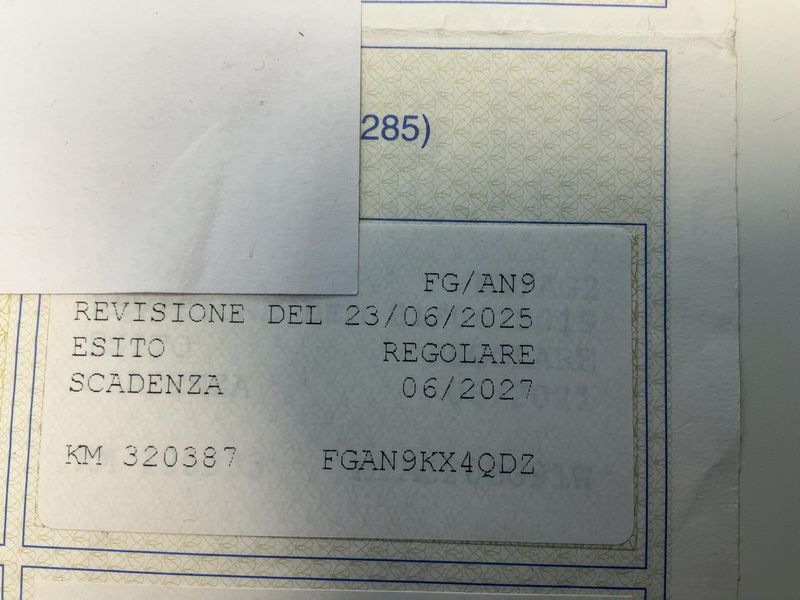 285)
FG/AN9
REVISIONE DEL 23/06/2025
ESITO REGOLARE
SCADENZA 06/2027
KM 320387 FGAN9KX4QDZ